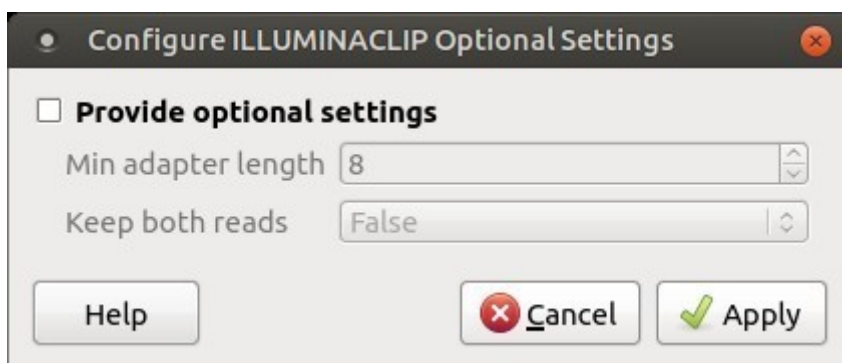 Configure ILLUMINACLIP Optional Settings
Provide optional settings
Min adapter length 8
Keep both reads False
Help Cancel Apply